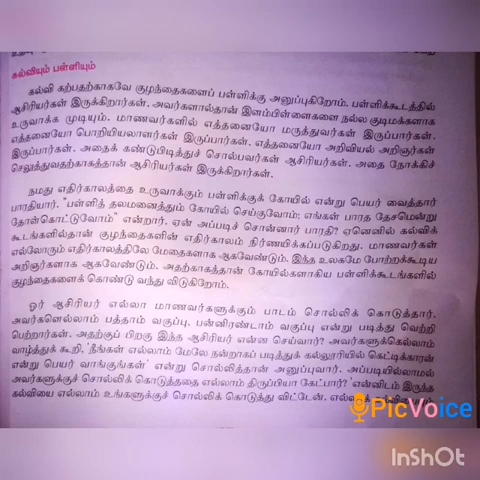 கல்வியும் பள்ளியும்
கல்வி கற்பதற்காகவே குழந்தைகளைப் பள்ளிக்கு அனுப்புகிறோம். பள்ளிக்கூடத்தில்
ஆசிரியர்கள் இருக்கிறார்கள். அவர்களால்தான் இளம்பிள்ளைகளை நல்ல குடிமக்களாக
உருவாக்க முடியும். மாணவர்களில் எத்தனையோ மருத்துவர்கள் இருப்பார்கள்.
எத்தனையோ பொறியியலாளர்கள் இருப்பார்கள். எத்தனையோ அறிவியல் அறிஞர்கள்
இருப்பார்கள். அதைக் கண்டுபிடித்துச் சொல்பவர்கள் ஆசிரியர்கள். அதை நோக்கிச்
செலுத்துவதற்காகத்தான் ஆசிரியர்கள் இருக்கிறார்கள்.
நமது எதிர்காலத்தை உருவாக்கும் பள்ளிக்குக் கோயில் என்று பெயர் வைத்தார்
பாரதியார். "பள்ளித் தலமனைத்தும் கோயில் செய்குவோம்; எங்கள் பாரத தேசமென்று
தோள்கொட்டுவோம்" என்றார். ஏன் அப்படிச் சொன்னார் பாரதி? ஏனெனில் கல்விக்
கூடங்களில்தான் குழந்தைகளின் எதிர்காலம் நிர்ணயிக்கப்படுகிறது. மாணவர்கள்
எல்லோரும் எதிர்காலத்திலே மேதைகளாக ஆகவேண்டும். இந்த உலகமே போற்றக்கூடிய
அறிஞர்களாக ஆகவேண்டும். அதற்காகத்தான் கோயில்களாகிய பள்ளிக்கூடங்களில்
குழந்தைகளைக் கொண்டு வந்து விடுகிறோம்.
ஓர் ஆசிரியர் எல்லா மாணவர்களுக்கும் பாடம் சொல்லிக் கொடுத்தார்.
அவர்களெல்லாம் பத்தாம் வகுப்பு, பன்னிரண்டாம் வகுப்பு என்று படித்து வெற்றி
பெற்றார்கள். அதற்குப் பிறகு இந்த ஆசிரியர் என்ன செய்வார்? அவர்களுக்கெல்லாம்
வாழ்த்துக் கூறி, 'நீங்கள் எல்லாம் மேலே நன்றாகப் படித்துக் கல்லூரியில் கெட்டிக்காரன்
என்று பெயர் வாங்குங்கள்' என்று சொல்லித்தான் அனுப்புவார். அப்படியில்லாமல்
அவர்களுக்குச் சொல்லிக் கொடுத்ததை எல்லாம் திருப்பியா கேட்பார்? 'என்னிடம் இருந்த
கல்வியை எல்லாம் உங்களுக்குச் சொல்லிக் கொடுத்து விட்டேன்.
PicVoice
InShOt